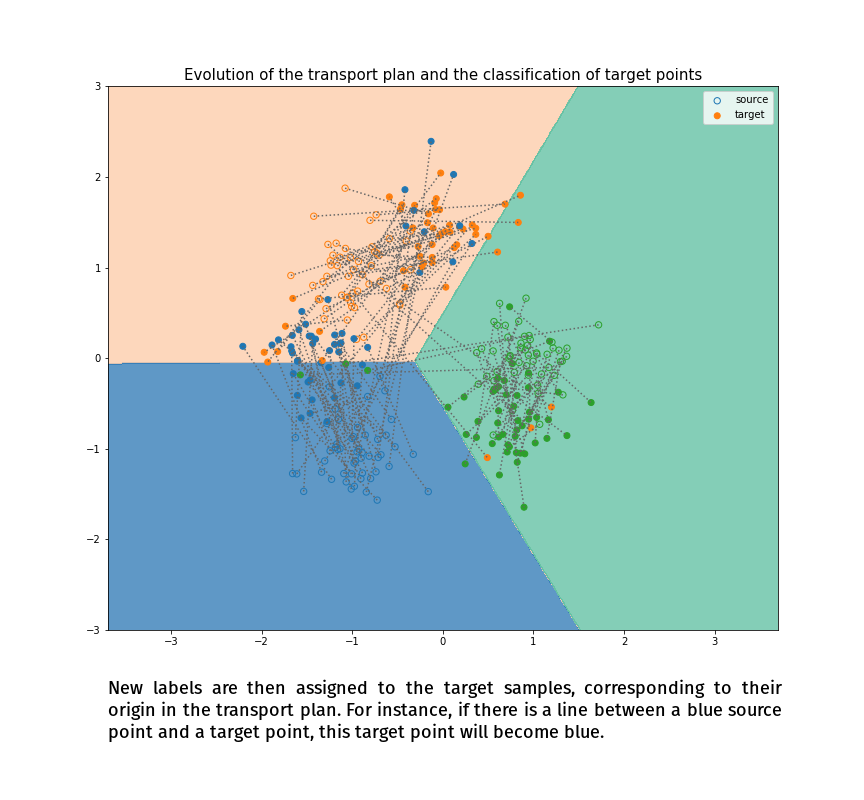 Evolution of the transport plan and the classification of target points
source
target
3
2
1
0
−1
−2
−3
−3
−2
−1
0
1
2
3
New labels are then assigned to the target samples, corresponding to their
origin in the transport plan. For instance, if there is a line between a blue source
point and a target point, this target point will become blue.